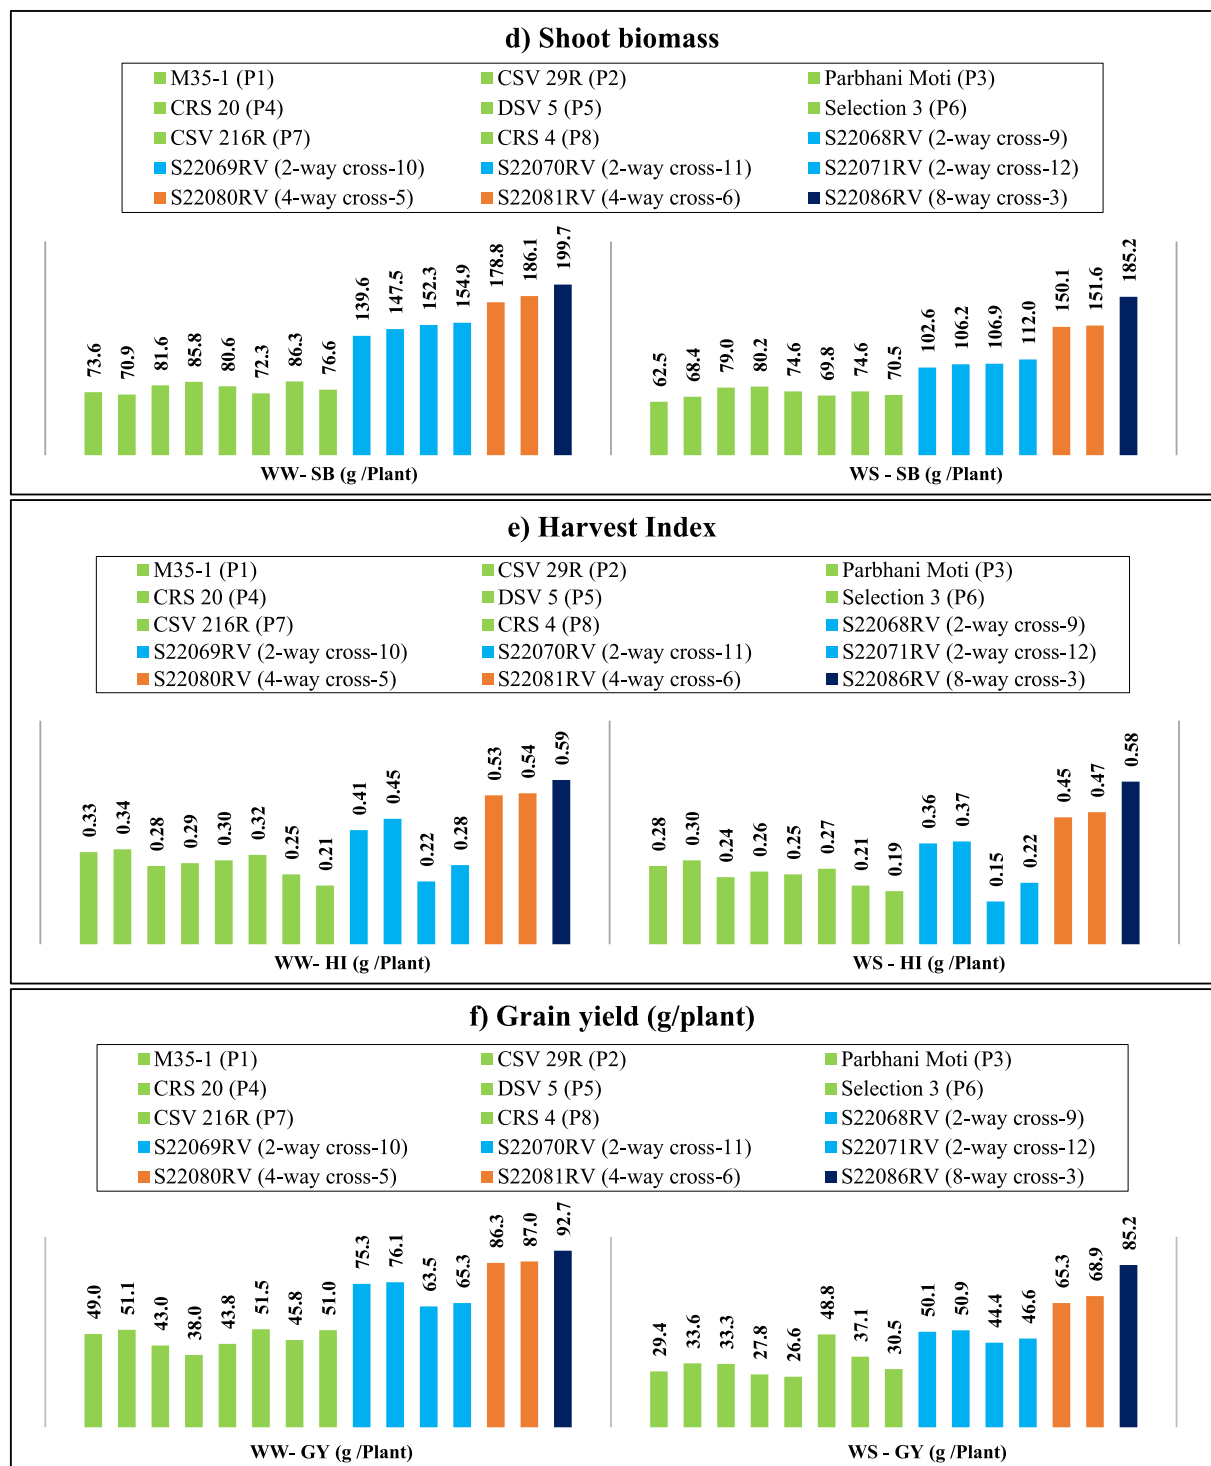 d) Shoot biomass
M35-1 (P1) CSV 29R (P2) Parbhani Moti (P3)
CRS 20 (P4) DSV 5 (P5) Selection 3 (P6)
CSV 216R (P7) CRS 4 (P8) S22068RV (2-way cross-9)
S22069RV (2-way cross-10) S22070RV (2-way cross-11) S22071RV (2-way cross-12)
S22080RV (4-way cross-5) S22081RV (4-way cross-6) S22086RV (8-way cross-3)
73.6 70.9 81.6 85.8 80.6 72.3 86.3 76.6 139.6 147.5 152.3 154.9 178.8 186.1 199.7
62.5 68.4 79.0 80.2 74.6 69.8 74.6 70.5 102.6 106.2 106.9 112.0 150.1 151.6 185.2
WW- SB (g /Plant) WS - SB (g /Plant)
e) Harvest Index
M35-1 (P1) CSV 29R (P2) Parbhani Moti (P3)
CRS 20 (P4) DSV 5 (P5) Selection 3 (P6)
CSV 216R (P7) CRS 4 (P8) S22068RV (2-way cross-9)
S22069RV (2-way cross-10) S22070RV (2-way cross-11) S22071RV (2-way cross-12)
S22080RV (4-way cross-5) S22081RV (4-way cross-6) S22086RV (8-way cross-3)
0.33 0.34 0.28 0.29 0.30 0.32 0.25 0.21 0.41 0.45 0.22 0.28 0.53 0.54 0.59
0.28 0.30 0.24 0.26 0.25 0.27 0.21 0.19 0.36 0.37 0.15 0.22 0.45 0.47 0.58
WW- HI (g /Plant) WS - HI (g /Plant)
f) Grain yield (g/plant)
M35-1 (P1) CSV 29R (P2) Parbhani Moti (P3)
CRS 20 (P4) DSV 5 (P5) Selection 3 (P6)
CSV 216R (P7) CRS 4 (P8) S22068RV (2-way cross-9)
S22069RV (2-way cross-10) S22070RV (2-way cross-11) S22071RV (2-way cross-12)
S22080RV (4-way cross-5) S22081RV (4-way cross-6) S22086RV (8-way cross-3)
49.0 51.1 43.0 38.0 43.8 51.5 45.8 51.0 75.3 76.1 63.5 65.3 86.3 87.0 92.7
29.4 33.6 33.3 27.8 26.6 48.8 37.1 30.5 50.1 50.9 44.4 46.6 65.3 68.9 85.2
WW- GY (g /Plant) WS - GY (g /Plant)